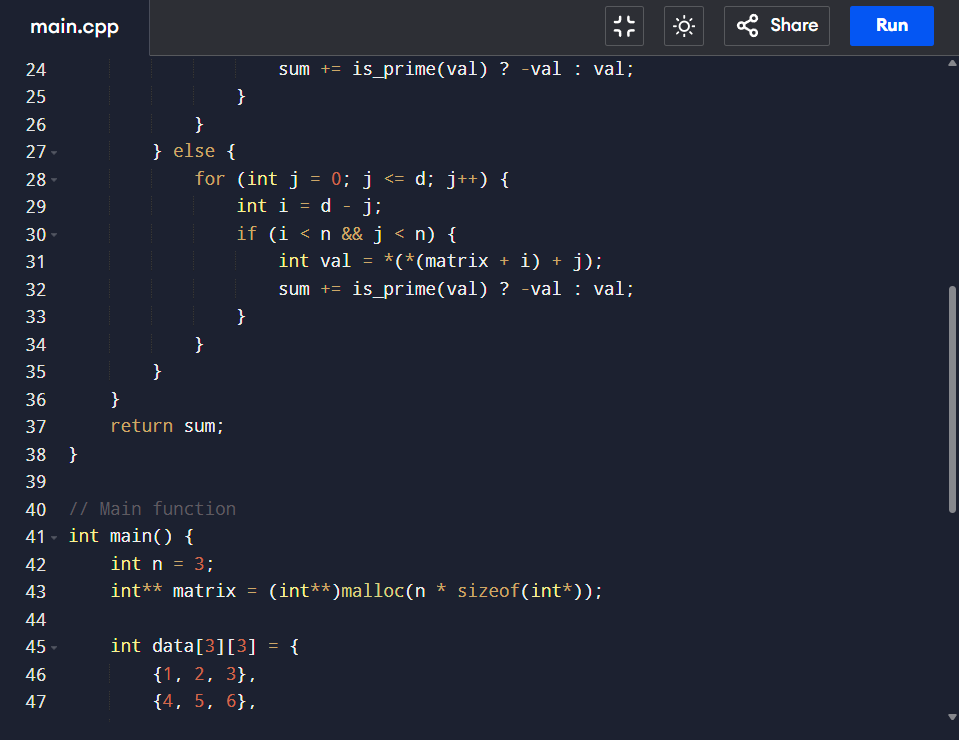 main.cpp
Share
Run
24 sum += is_prime(val) ? -val : val;
25 }
26 }
27 } else {
28 for (int j = 0; j <= d; j++) {
29 int i = d - j;
30 if (i < n && j < n) {
31 int val = *(*(matrix + i) + j);
32 sum += is_prime(val) ? -val : val;
33 }
34 }
35 }
36 }
37 return sum;
38 }
39
40 // Main function
41 int main() {
42 int n = 3;
43 int** matrix = (int**)malloc(n * sizeof(int*));
44
45 int data[3][3] = {
46 {1, 2, 3},
47 {4, 5, 6},